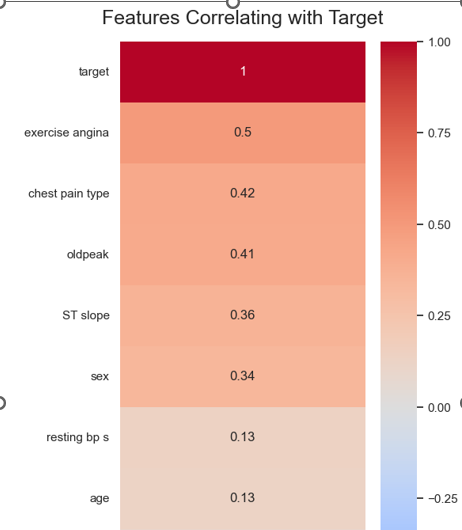 Features Correlating with Target
target 1
exercise angina 0.5
chest pain type 0.42
oldpeak 0.41
ST slope 0.36
sex 0.34
resting bp s 0.13
age 0.13
1.00
0.75
0.50
0.25
0.00
−0.25